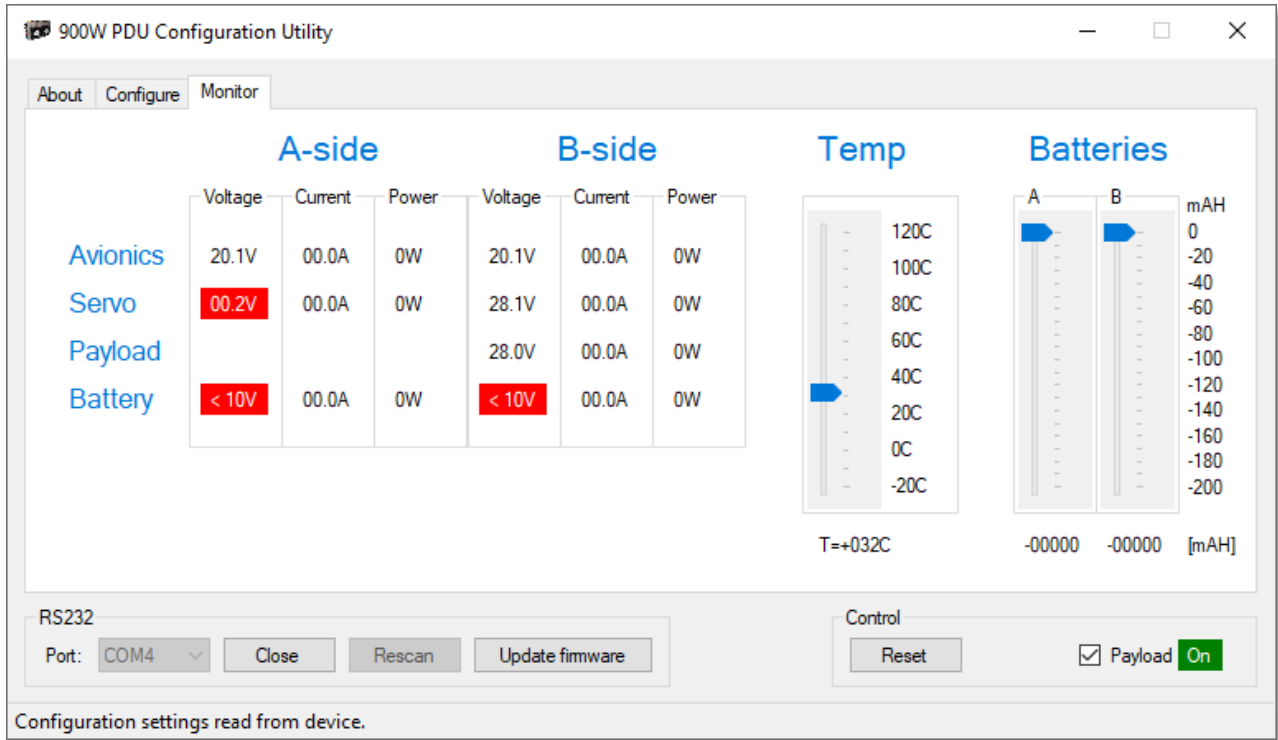 900W PDU Configuration Utility
About Configure Monitor
A-side B-side Temp Batteries
Voltage Current Power Voltage Current Power A B mAH
Avionics 20.1V 00.0A 0W 20.1V 00.0A 0W
Servo 00.2V 00.0A 0W 28.1V 00.0A 0W
Payload 28.0V 00.0A 0W
Battery < 10V 00.0A 0W < 10V 00.0A 0W
120C
100C
80C
60C
40C
20C
0C
-20C
T=+032C
0
-20
-40
-60
-80
-100
-120
-140
-160
-180
-200
-00000 -00000 [mAH]
RS232 Control
Port: COM4 Close Rescan Update firmware Reset Payload On
Configuration settings read from device.